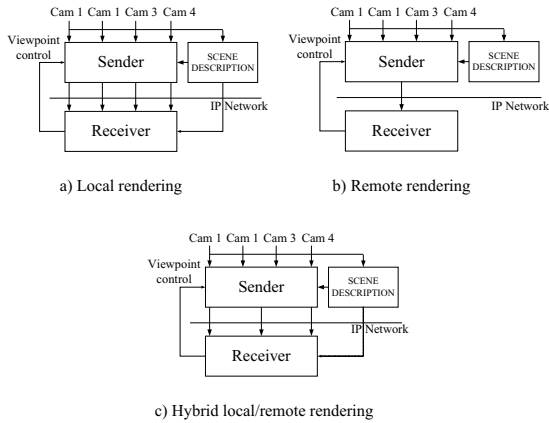 Cam 1 Cam 1 Cam 3 Cam 4
Viewpoint
control
Sender
SCENE
DESCRIPTION
IP Network
Receiver
a) Local rendering
Cam 1 Cam 1 Cam 3 Cam 4
Viewpoint
control
Sender
SCENE
DESCRIPTION
IP Network
Receiver
b) Remote rendering
Cam 1 Cam 1 Cam 3 Cam 4
Viewpoint
control
Sender
SCENE
DESCRIPTION
IP Network
Receiver
c) Hybrid local/remote rendering